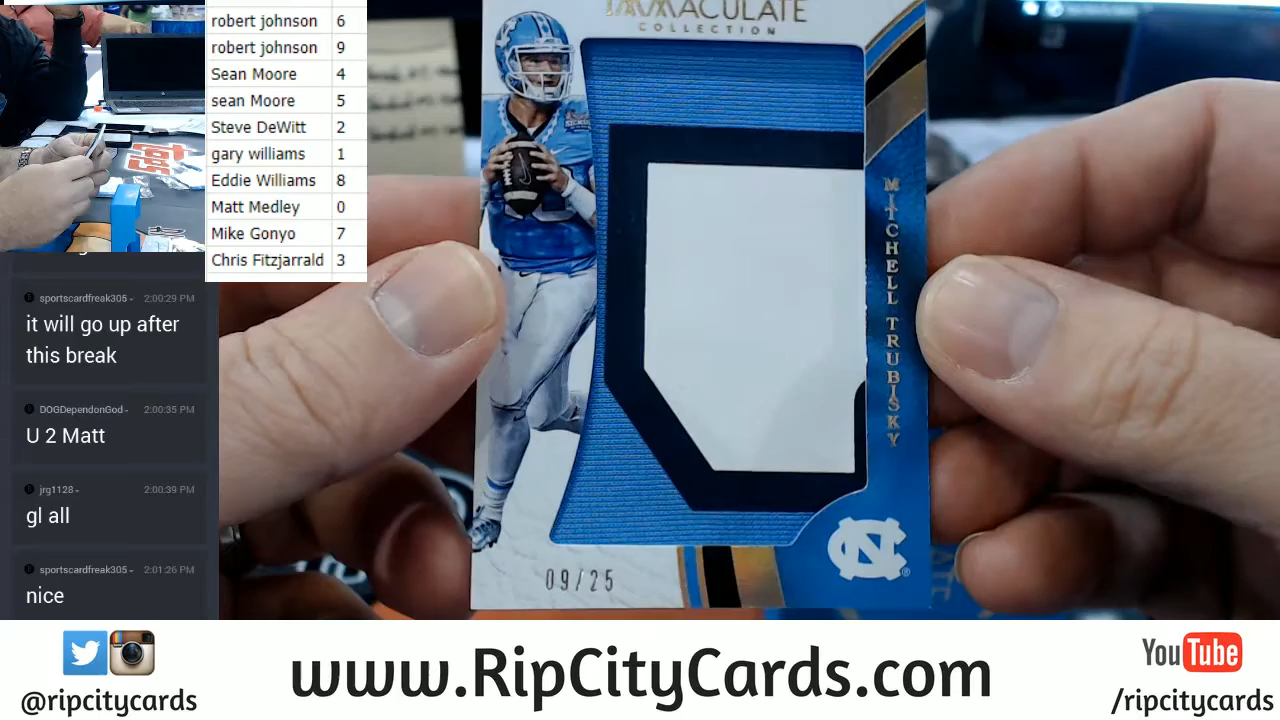 robert johnson 6
robert johnson 9
Sean Moore 4
sean Moore 5
Steve DeWitt 2
gary williams 1
Eddie Williams 8
Matt Medley 0
Mike Gonyo 7
Chris Fitzjarrald 3
sportscardfreak305 - 2:00:29 PM
it will go up after
this break
DOGDependonGod - 2:00:35 PM
U 2 Matt
jrg1128 - 2:00:39 PM
gl all
sportscardfreak305 - 2:01:26 PM
nice
IMMACULATE
COLLECTION
MITCHELL TRUBISKY
NC
09/25
@ripcitycards
www.RipCityCards.com
YouTube
/ripcitycards